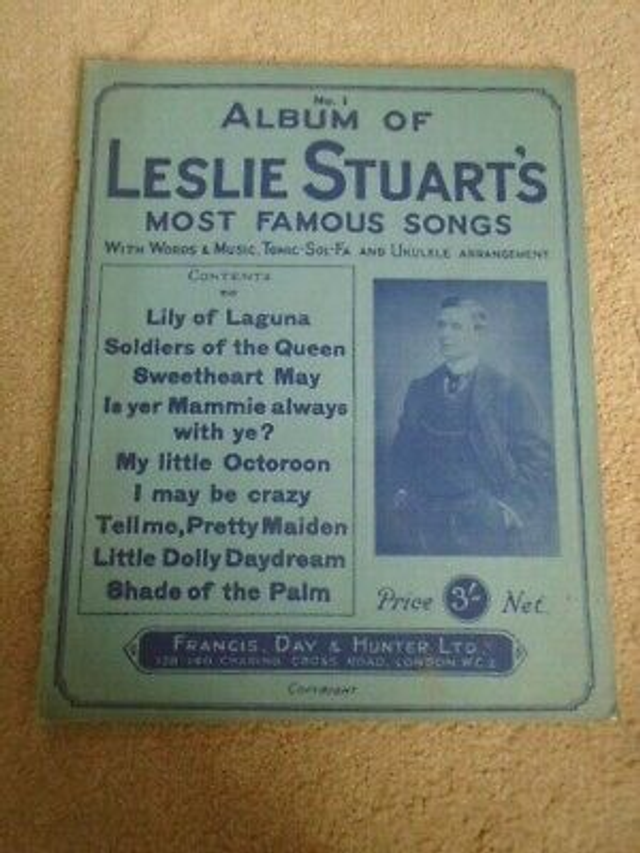 No. 1
ALBUM OF
LESLIE STUART'S
MOST FAMOUS SONGS
WITH WORDS & MUSIC, TONIC-SOL-FA AND UKULELE ARRANGEMENT
CONTENTS
Lily of Laguna
Soldiers of the Queen
Sweetheart May
Is yer Mammie always
with ye?
My little Octoroon
I may be crazy
Tell me, Pretty Maiden
Little Dolly Daydream
Shade of the Palm
Price 3/- Net.
FRANCIS, DAY & HUNTER LTD.
138-140 CHARING CROSS ROAD, LONDON W.C.2
COPYRIGHT